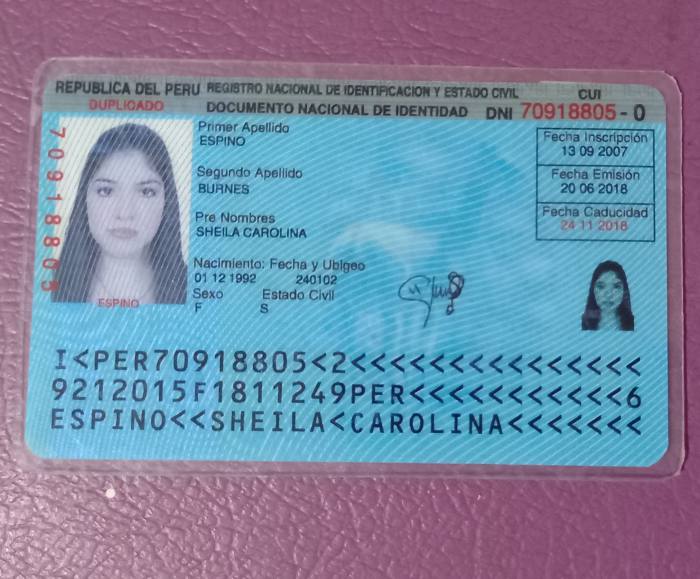 REPUBLICA DEL PERU REGISTRO NACIONAL DE IDENTIFICACION Y ESTADO CIVIL CUI
DUPLICADO DOCUMENTO NACIONAL DE IDENTIDAD DNI 70918805 - 0
70918805
Primer Apellido
ESPINO
Segundo Apellido
BURNES
Pre Nombres
SHEILA CAROLINA
Nacimiento: Fecha y Ubigeo
01 12 1992 240102
Sexo Estado Civil
F S
Fecha Inscripción
13 09 2007
Fecha Emisión
20 06 2018
Fecha Caducidad
24 11 2018
ESPINO
I<PER70918805<2<<<<<<<<<<<<<<<
9212015F1811249PER<<<<<<<<<<<6
ESPINO<<SHEILA<CAROLINA<<<<<<<